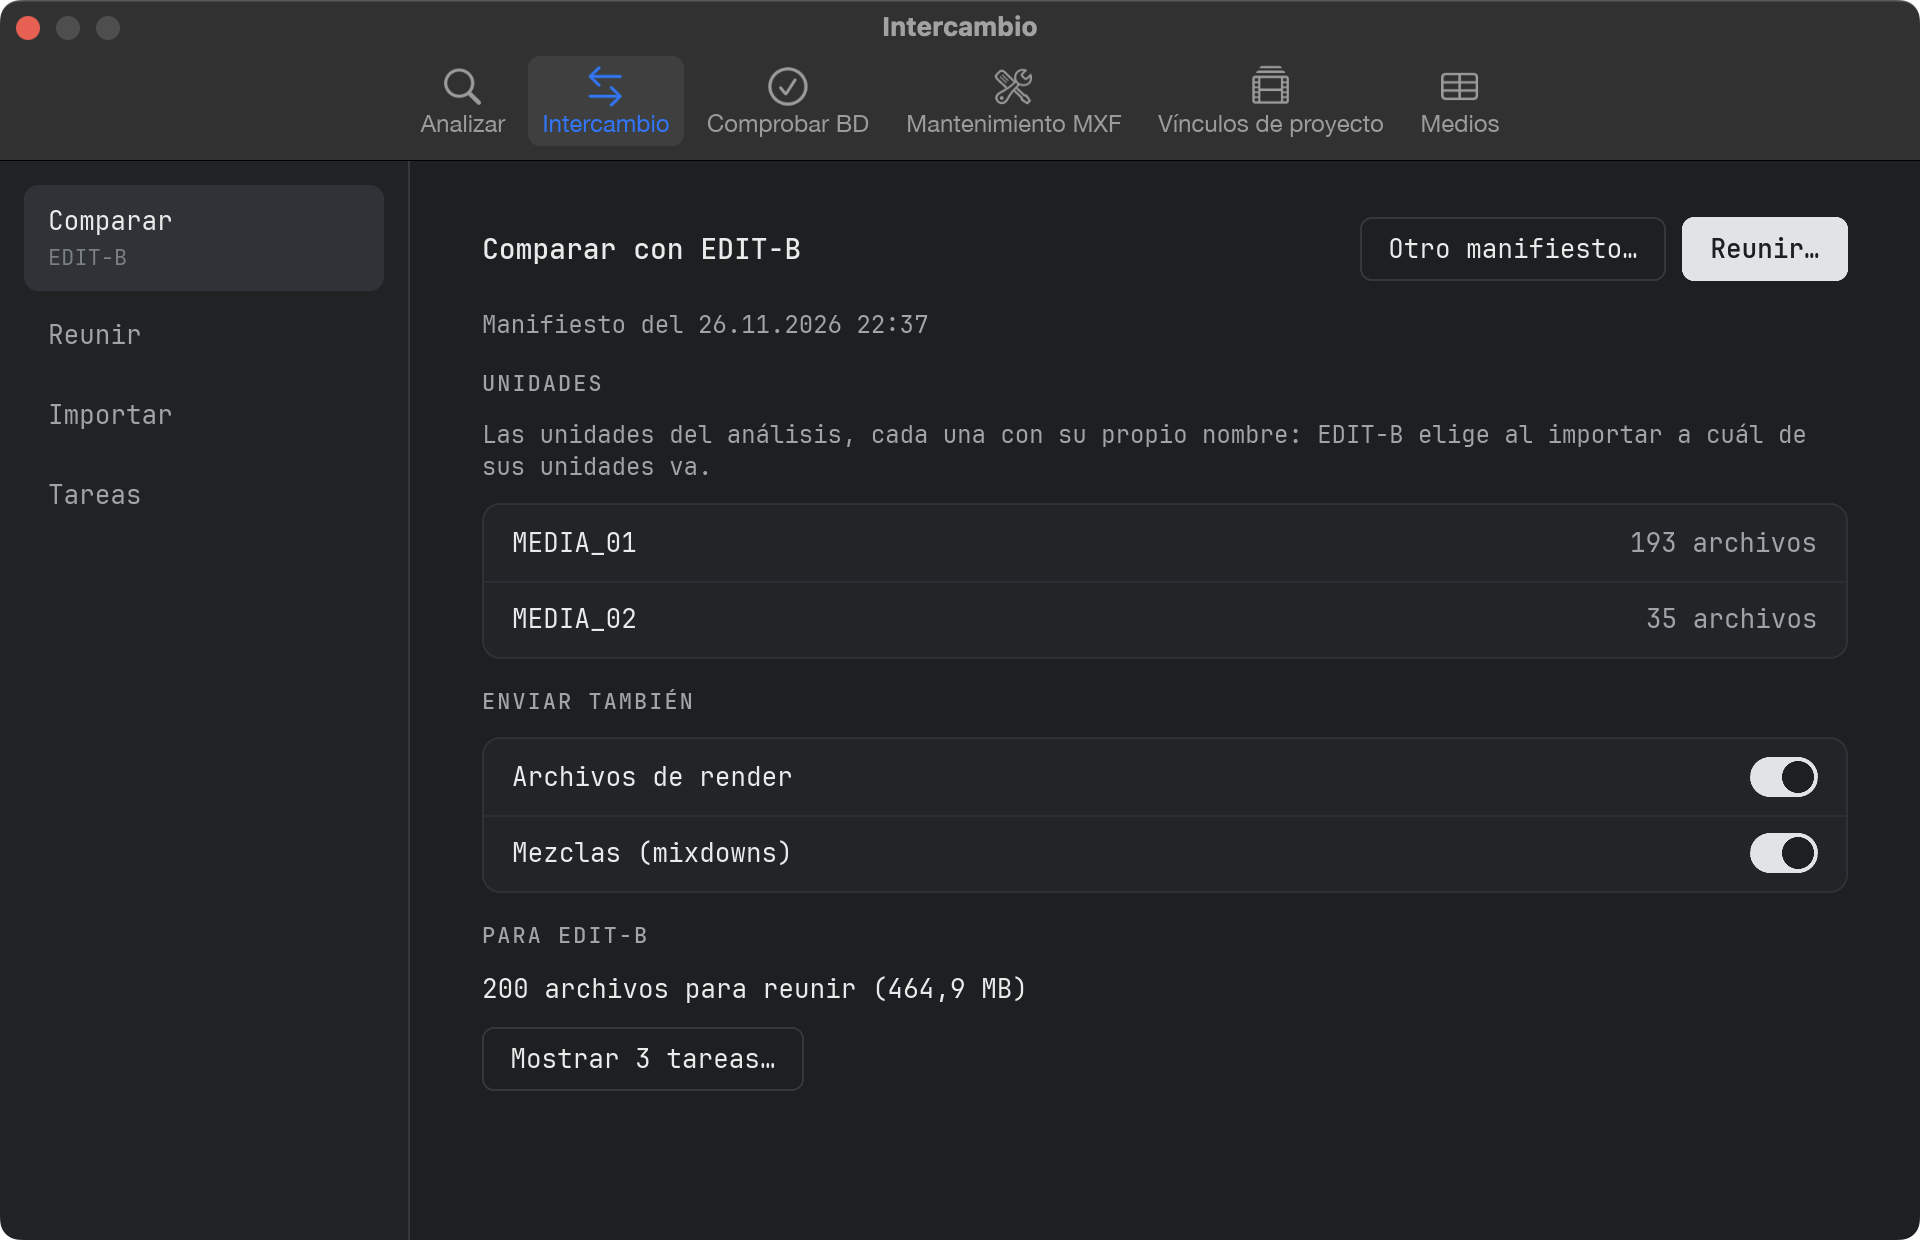 Intercambio
Analizar
Intercambio
Comprobar BD
Mantenimiento MXF
Vínculos de proyecto
Medios
Comparar
EDIT-B
Reunir
Importar
Tareas
Comparar con EDIT-B
Otro manifiesto…
Reunir…
Manifiesto del 26.11.2026 22:37
UNIDADES
Las unidades del análisis, cada una con su propio nombre: EDIT-B elige al importar a cuál de
sus unidades va.
MEDIA_01
193 archivos
MEDIA_02
35 archivos
ENVIAR TAMBIÉN
Archivos de render
Mezclas (mixdowns)
PARA EDIT-B
200 archivos para reunir (464,9 MB)
Mostrar 3 tareas…